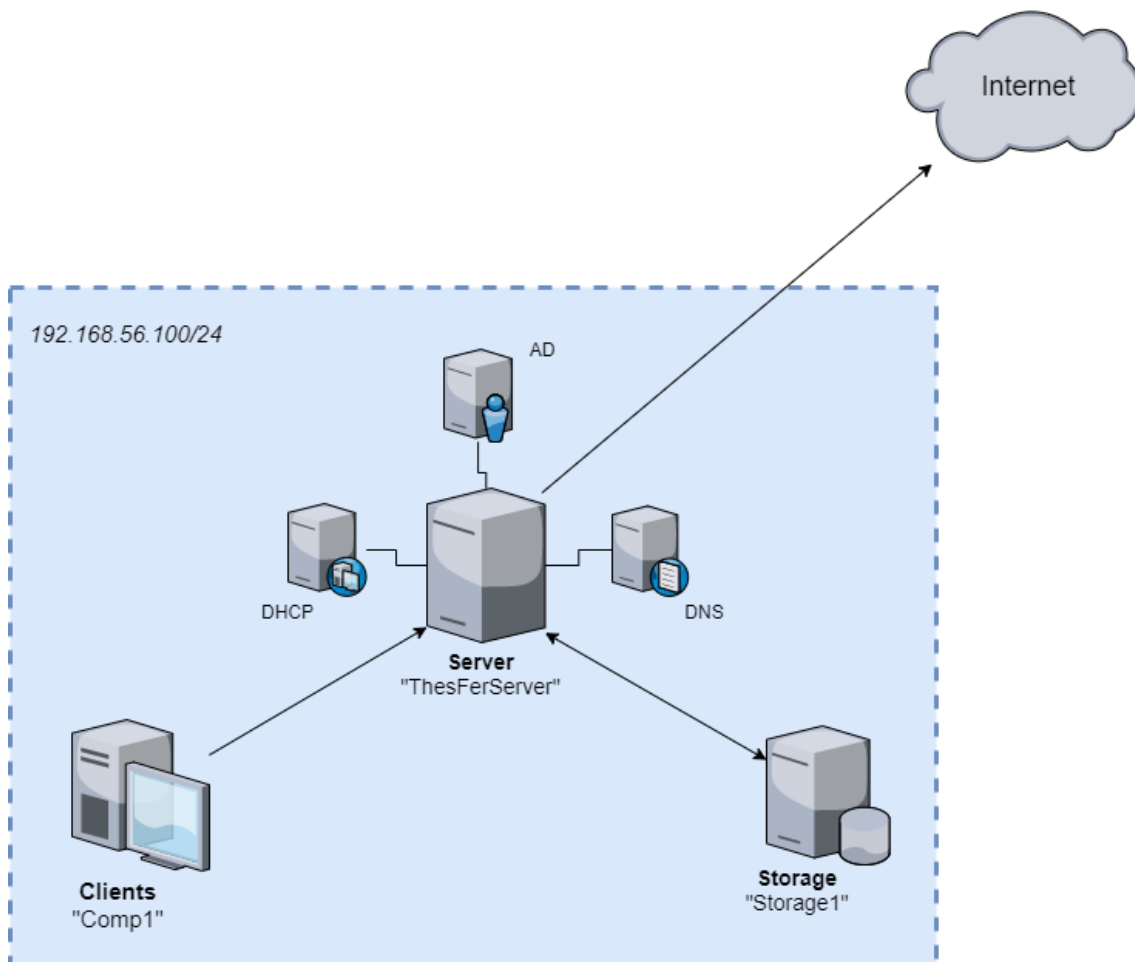 Internet
192.168.56.100/24
AD
DHCP
DNS
Server
"ThesFerServer"
Clients
"Comp1"
Storage
"Storage1"